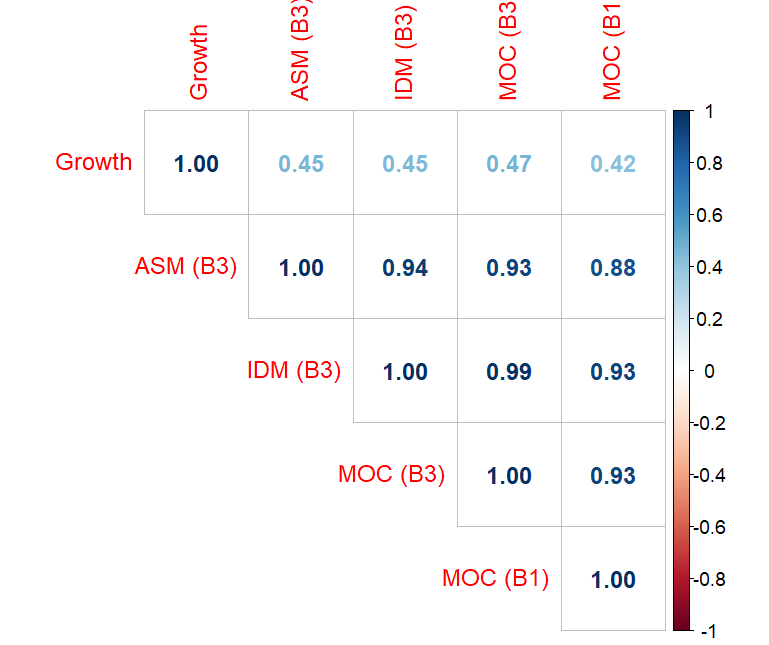 Growth
ASM (B3)
IDM (B3)
MOC (B3
MOC (B1
1
Growth 1.00 0.45 0.45 0.47 0.42
0.8
0.6
ASM (B3) 1.00 0.94 0.93 0.88
0.4
0.2
IDM (B3) 1.00 0.99 0.93
0
-0.2
MOC (B3) 1.00 0.93
-0.4
-0.6
MOC (B1) 1.00
-0.8
-1